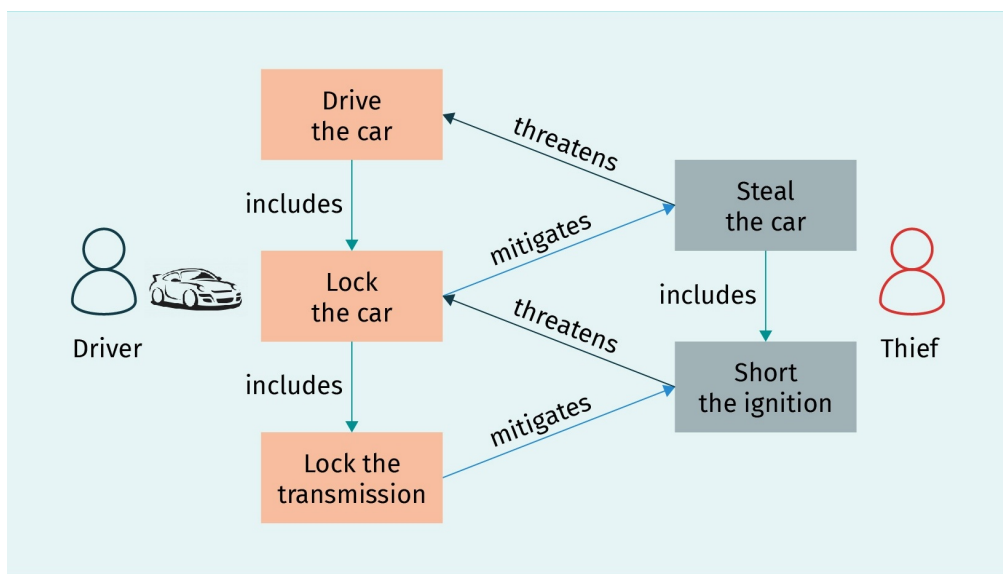 Drive
the car
threatens
includes
Steal
the car
mitigates
Lock
the car
includes
threatens
Driver
Thief
includes
Short
the ignition
mitigates
Lock the
transmission